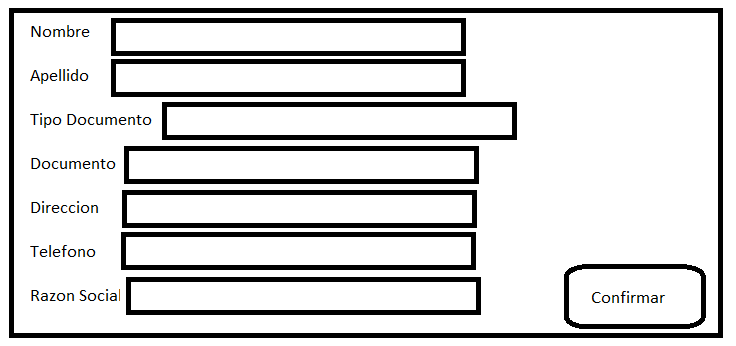 Nombre
Apellido
Tipo Documento
Documento
Direccion
Telefono
Razon Social
Confirmar